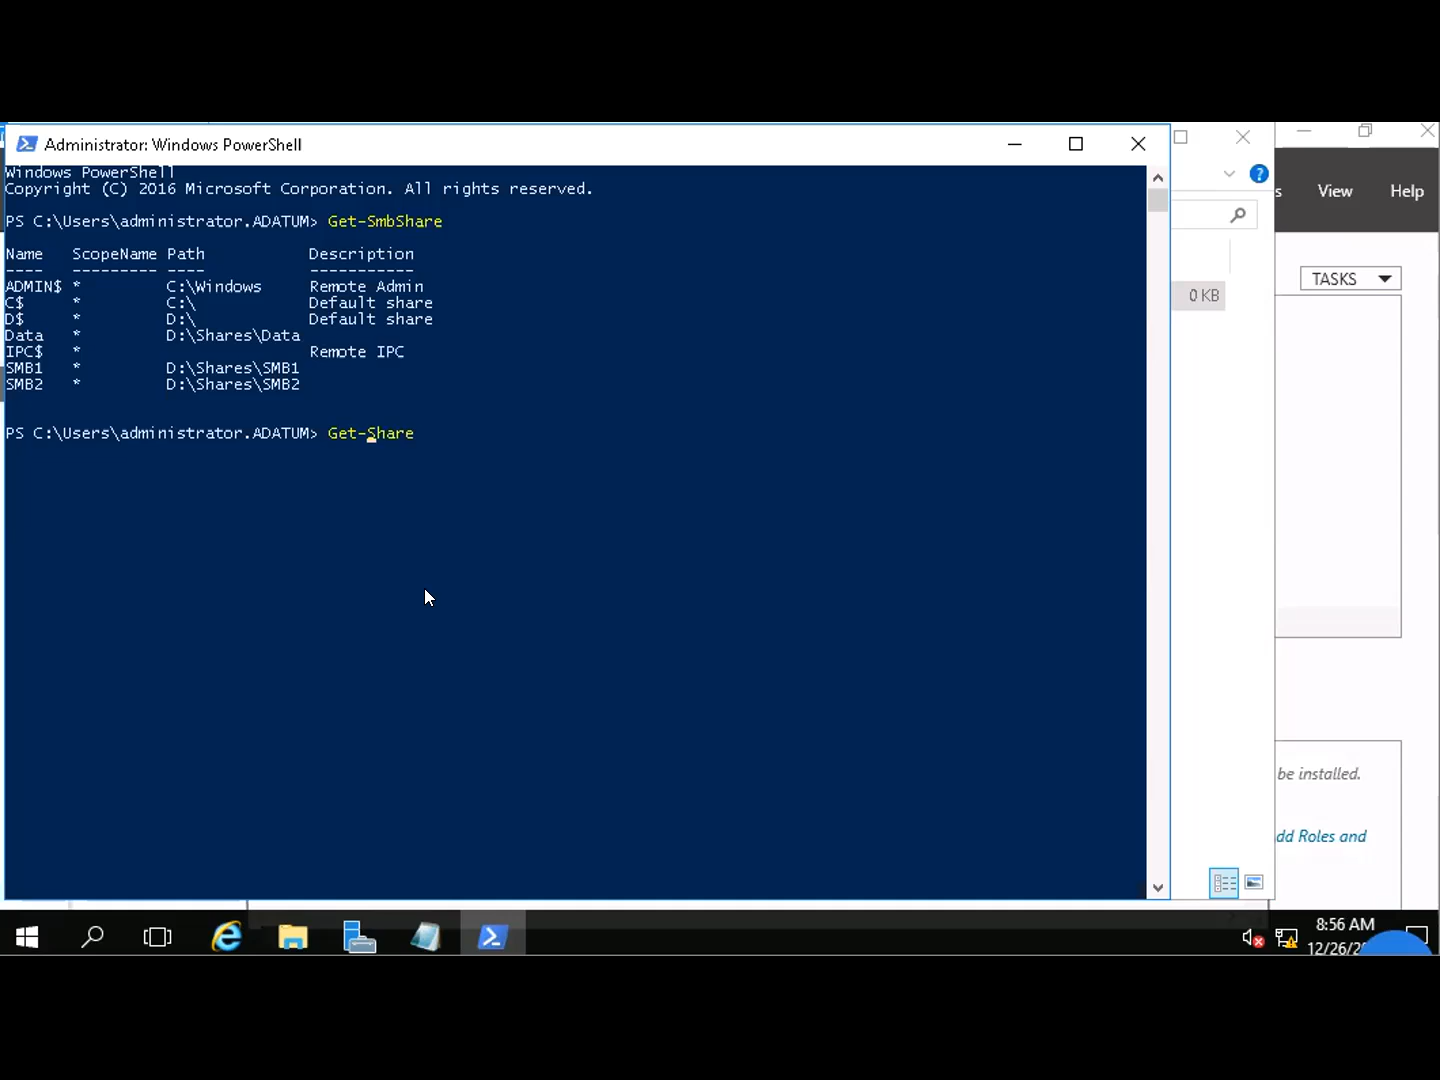 Administrator: Windows PowerShell
Windows PowerShell
Copyright (C) 2016 Microsoft Corporation. All rights reserved.
PS C:\Users\administrator.ADATUM> Get-SmbShare
Name ScopeName Path Description
---- --------- ---- -----------
ADMIN$ * C:\Windows Remote Admin
C$ * C:\ Default share
D$ * D:\ Default share
Data * D:\Shares\Data
IPC$ * Remote IPC
SMB1 * D:\Shares\SMB1
SMB2 * D:\Shares\SMB2
PS C:\Users\administrator.ADATUM> Get-Share
s View Help
TASKS
0 KB
be installed.
dd Roles and
8:56 AM
12/26/2